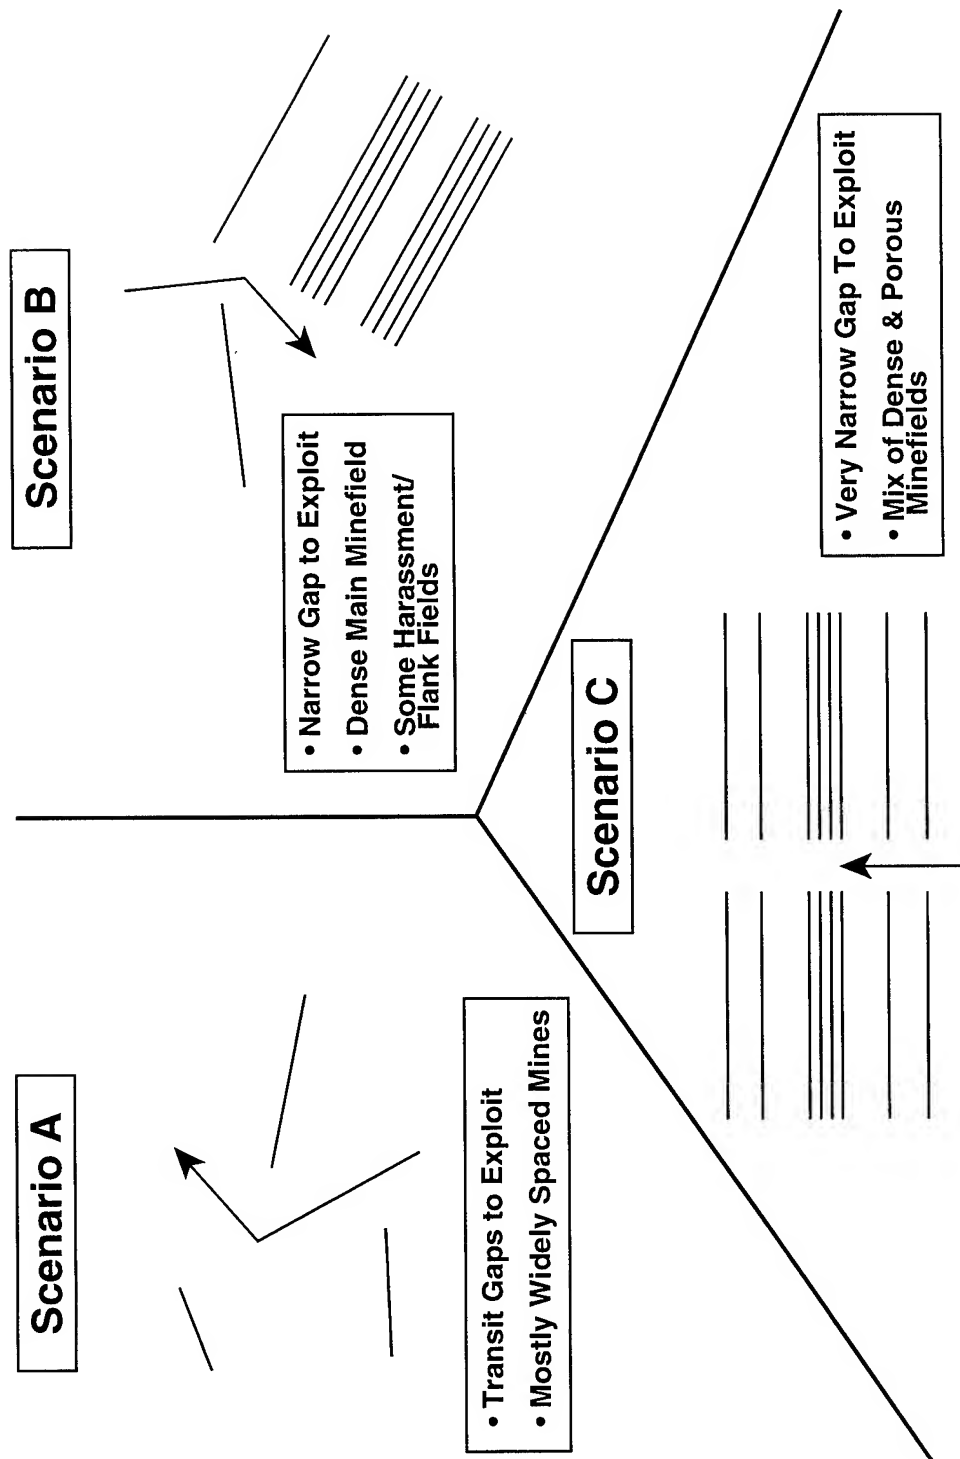 Scenario A
• Transit Gaps to Exploit
• Mostly Widely Spaced Mines
Scenario B
• Narrow Gap to Exploit
• Dense Main Minefield
• Some Harassment/
Flank Fields
Scenario C
• Very Narrow Gap To Exploit
• Mix of Dense & Porous
Minefields